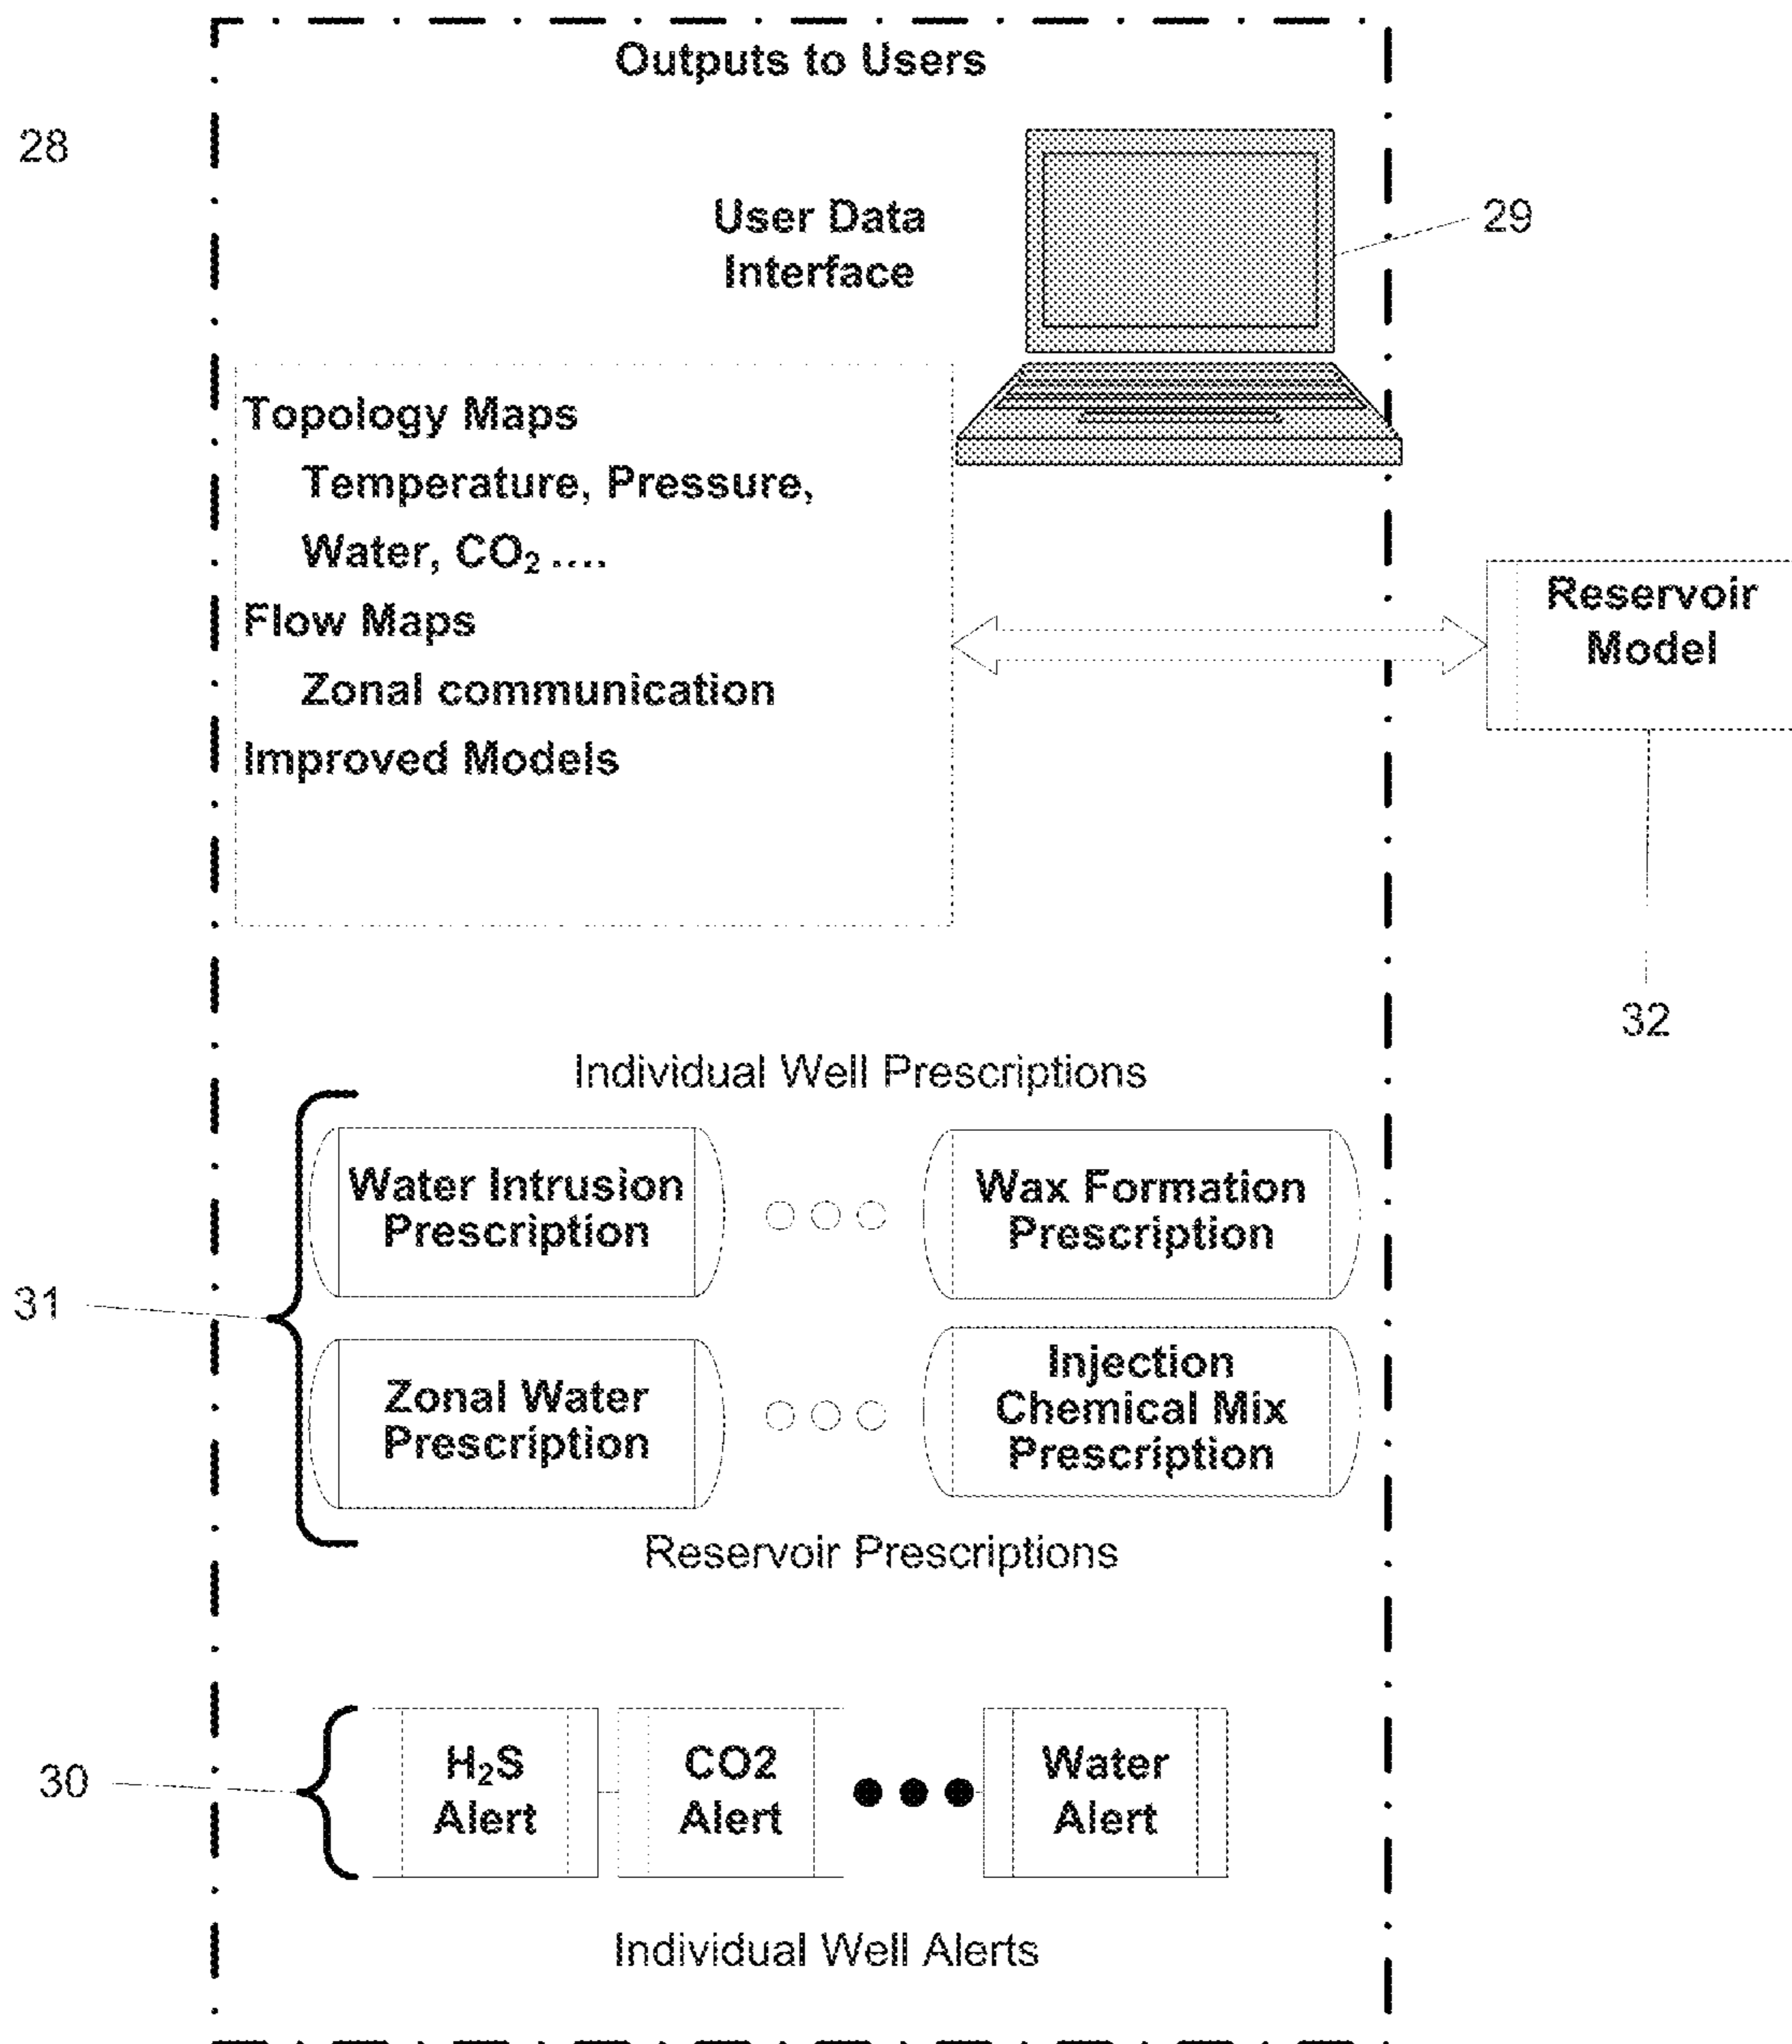 Outputs to Users
28
User Data
Interface
29
Topology Maps
Temperature, Pressure,
Water, CO₂ ....
Flow Maps
Zonal communication
Improved Models
Reservoir
Model
32
Individual Well Prescriptions
Water Intrusion
Prescription
Wax Formation
Prescription
31
Zonal Water
Prescription
Injection
Chemical Mix
Prescription
Reservoir Prescriptions
30
H₂S
Alert
CO2
Alert
Water
Alert
Individual Well Alerts